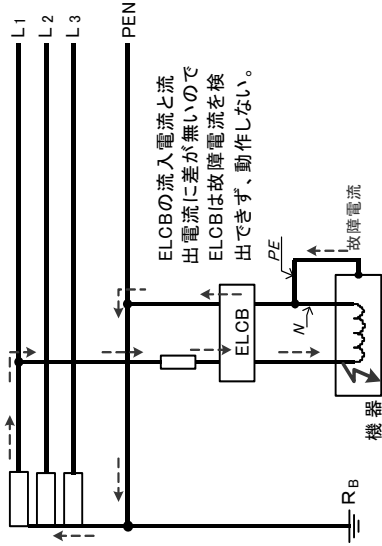 L1
L2
L3
PEN
ELCBの流入電流と流
出電流に差が無いので
ELCBは故障電流を検
出できず、動作しない。
PE
故障電流
N
ELCB
機器
RB